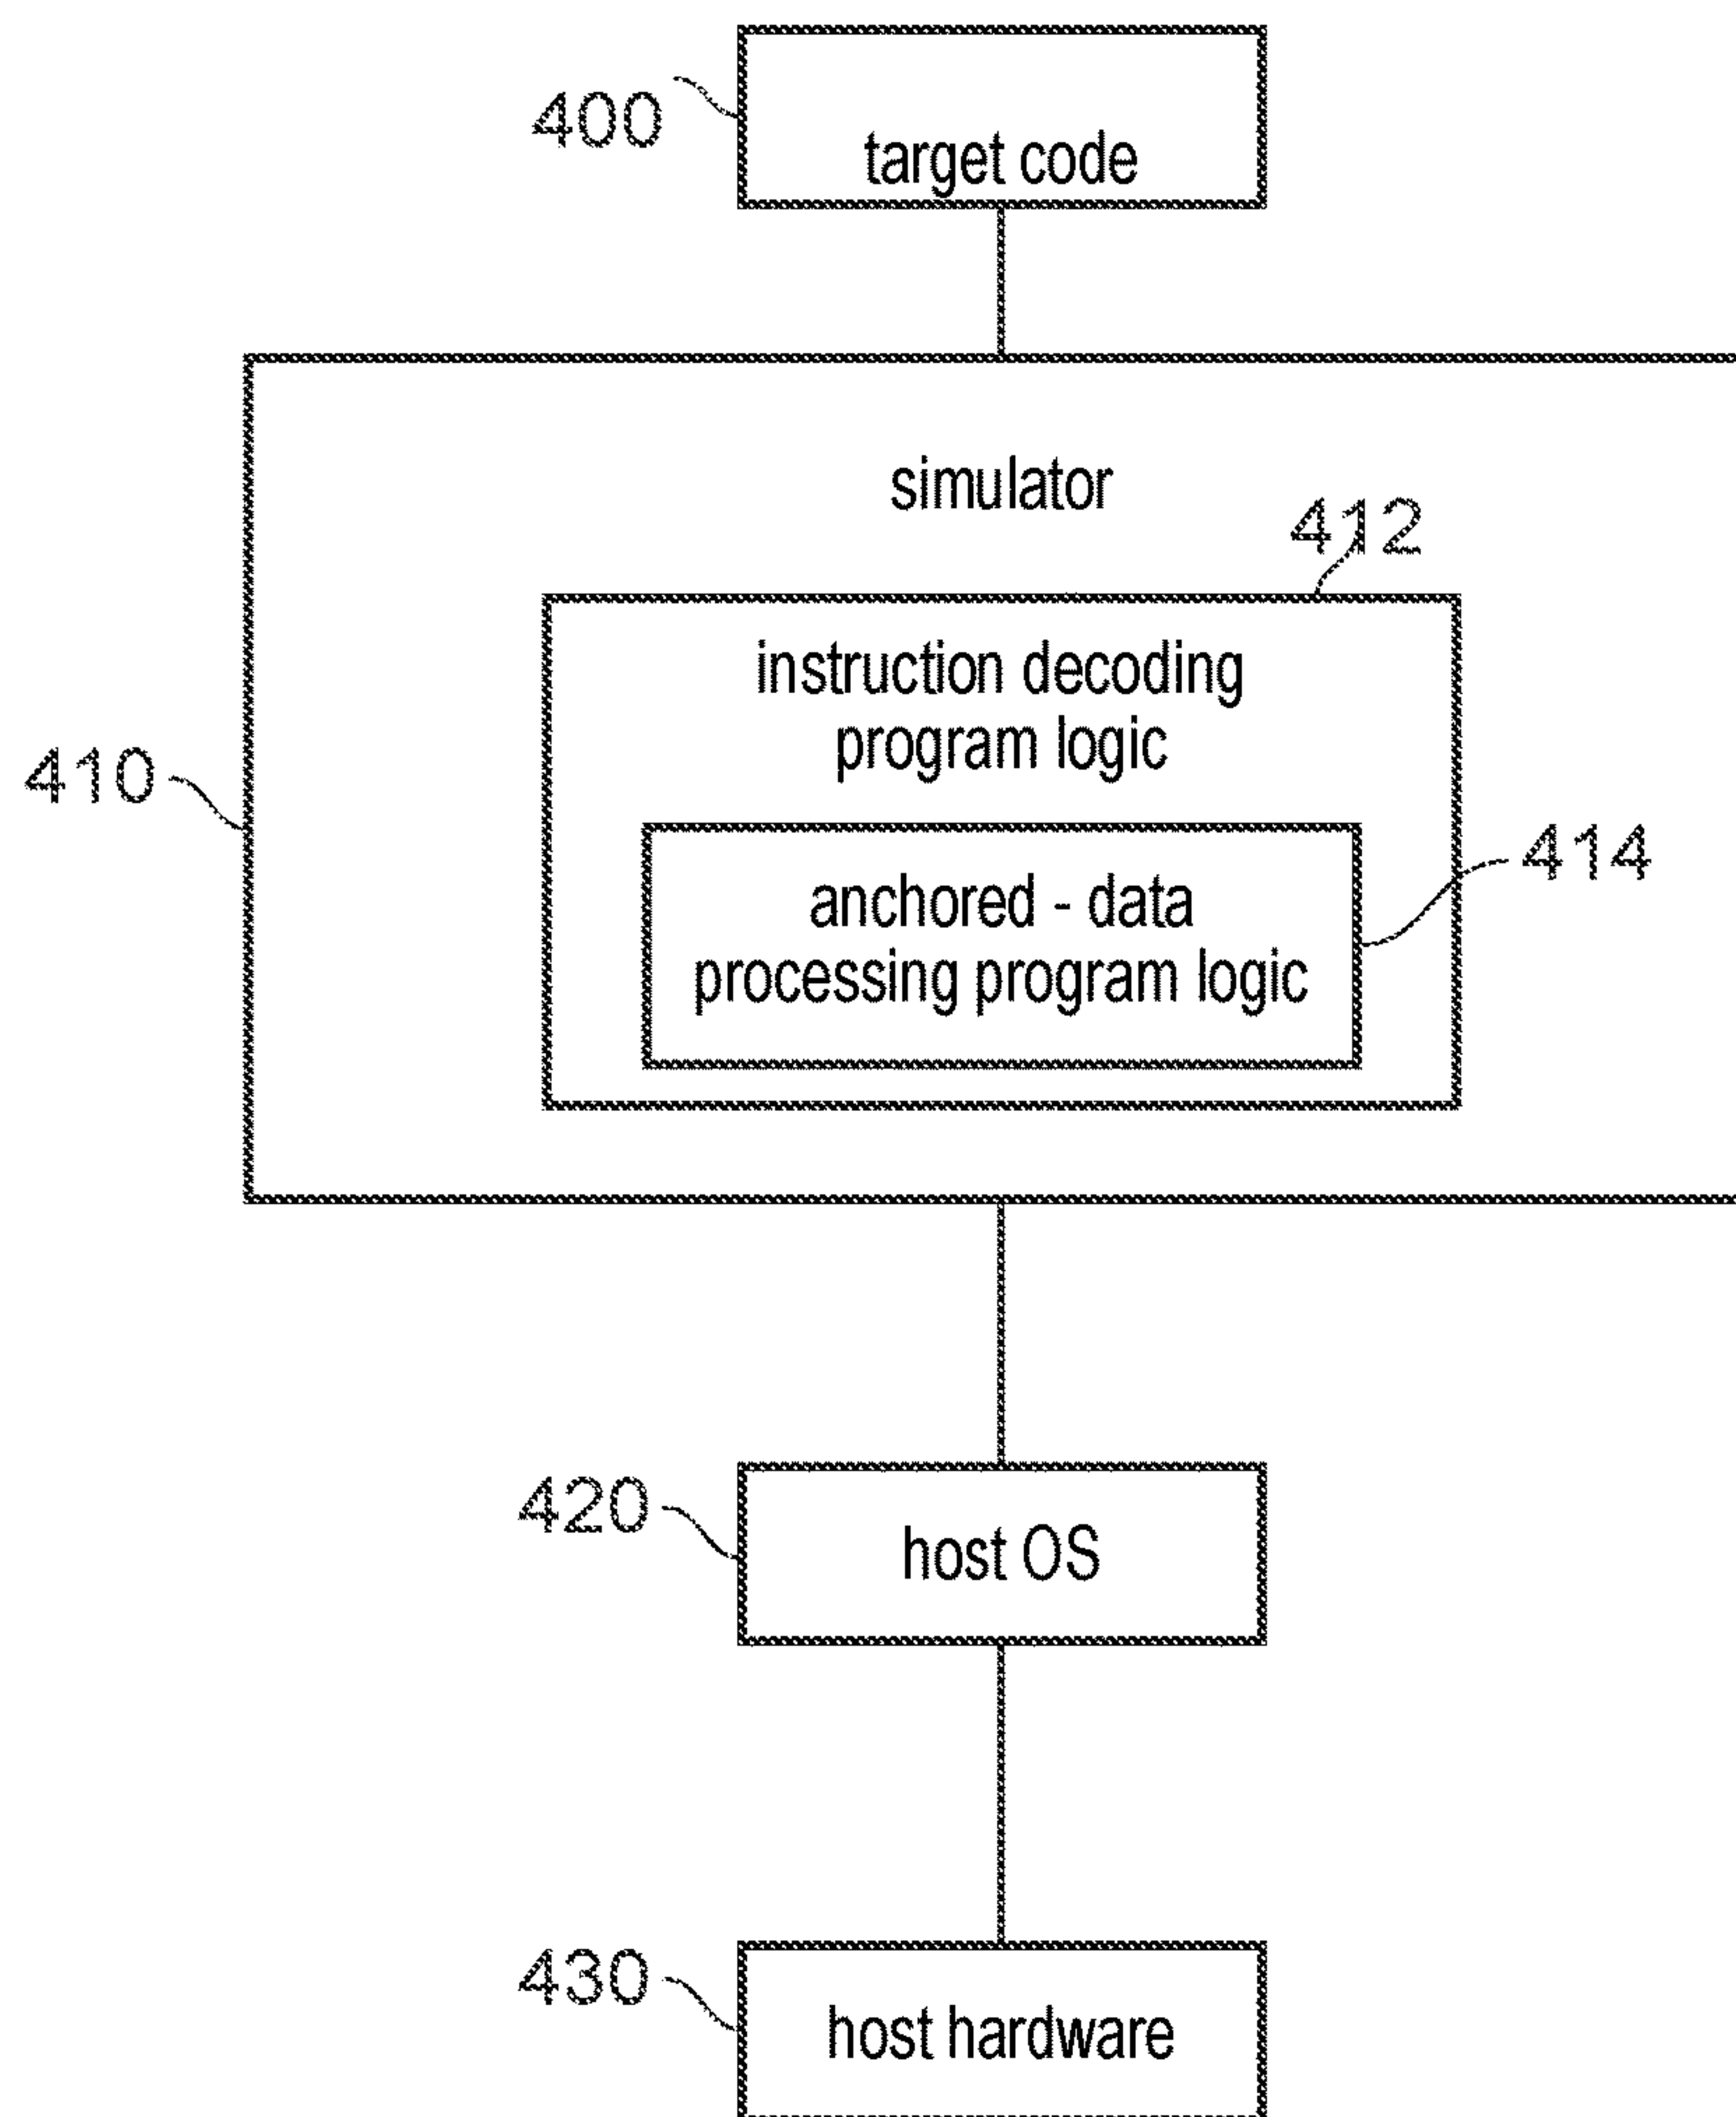 400
target code
simulator
412
instruction decoding
program logic
410
414
anchored - data
processing program logic
420
host OS
430
host hardware